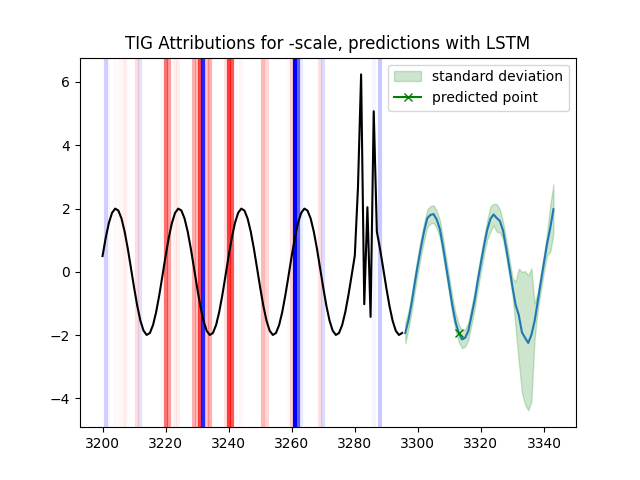 TIG Attributions for -scale, predictions with LSTM
standard deviation
predicted point
6
4
2
0
−2
−4
3200 3220 3240 3260 3280 3300 3320 3340